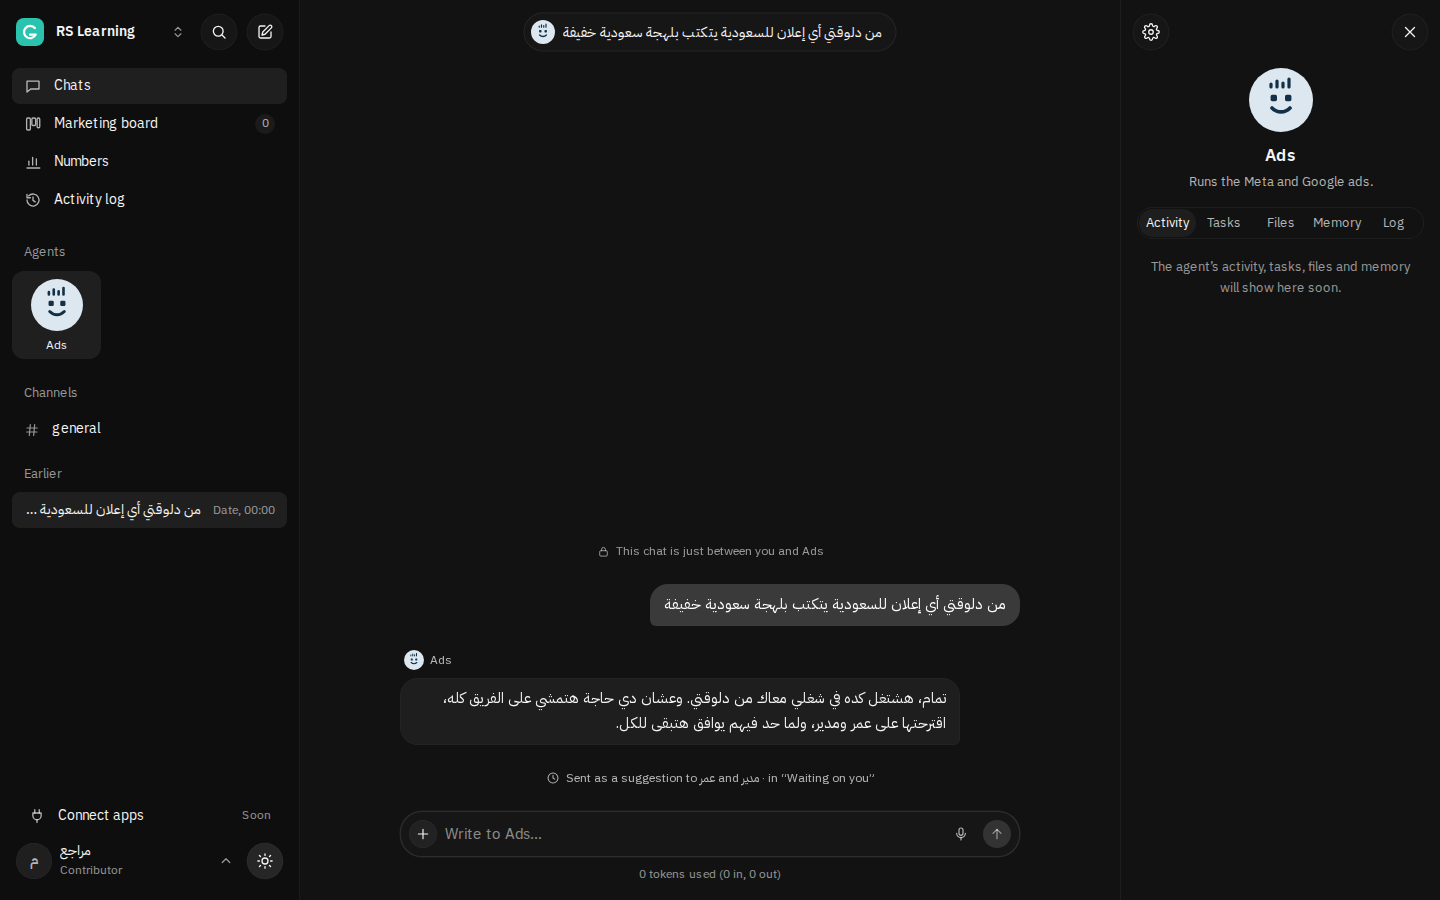 RS Learning
Chats
Marketing board
0
Numbers
Activity log
Agents
Ads
Channels
general
Earlier
من دلوقتي أي إعلان للسعودية ...
Date, 00:00
Connect apps
Soon
م
مراجع
Contributor
من دلوقتي أي إعلان للسعودية يتكتب بلهجة سعودية خفيفة
This chat is just between you and Ads
من دلوقتي أي إعلان للسعودية يتكتب بلهجة سعودية خفيفة
Ads
تمام، هشتغل كده في شغلي معاك من دلوقتي. وعشان دي حاجة هتمشي على الفريق كله،
اقترحتها على عمر ومدير، ولما حد فيهم يوافق هتبقى للكل.
Sent as a suggestion to عمر and مدير · in “Waiting on you”
Write to Ads...
0 tokens used (0 in, 0 out)
Ads
Runs the Meta and Google ads.
Activity
Tasks
Files
Memory
Log
The agent’s activity, tasks, files and memory
will show here soon.